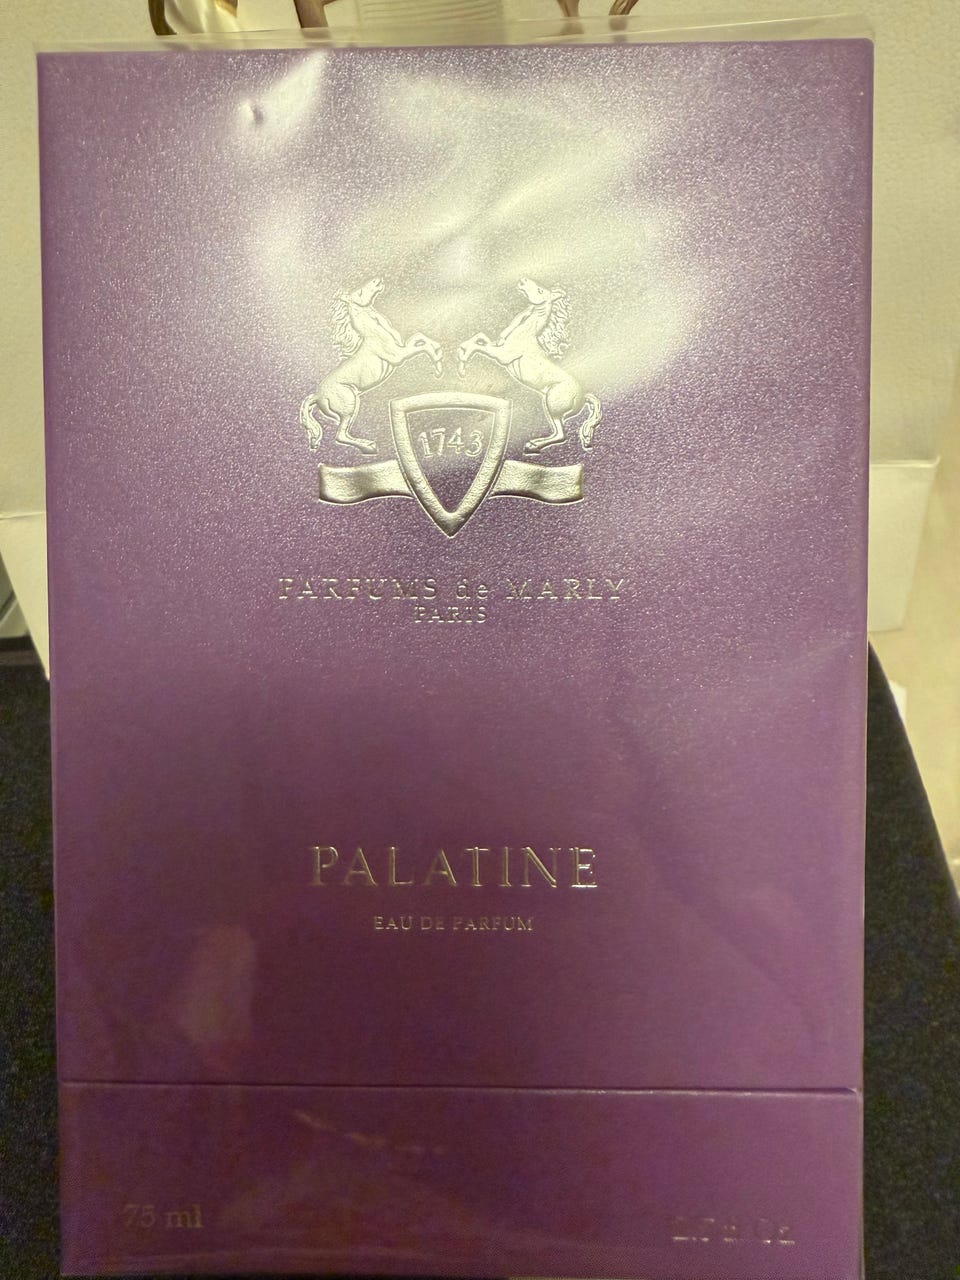 1743
PARFUMS de MARLY
PARIS
PALATINE
EAU DE PARFUM
75 ml